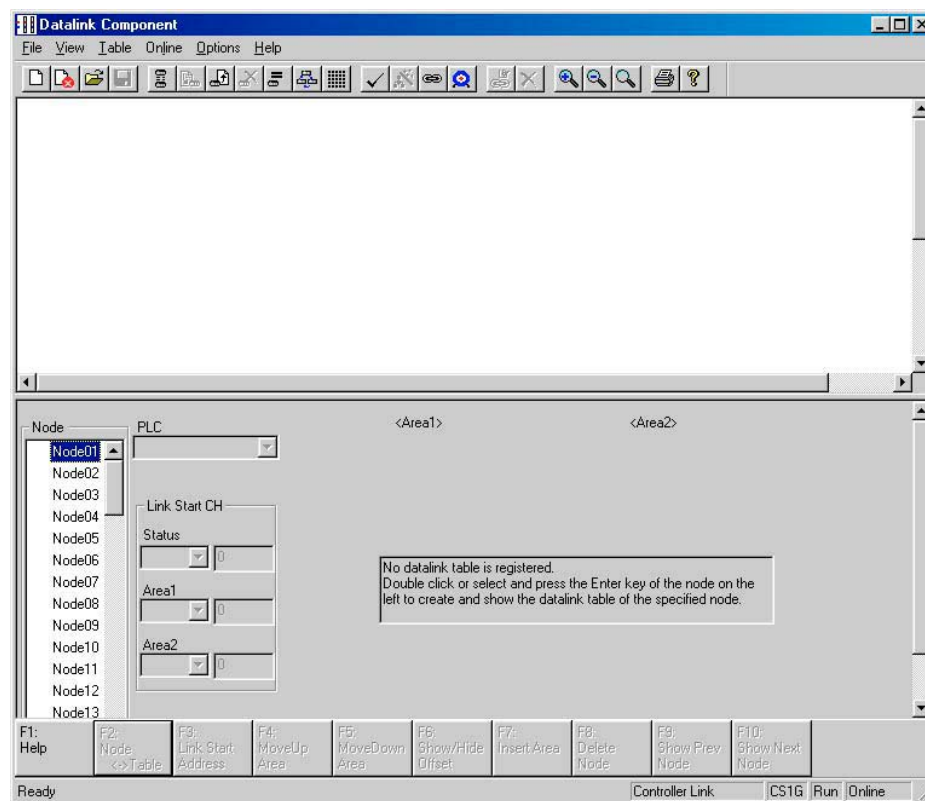 Datalink Component
File View Table Online Options Help
<Area1> <Area2>
Node
Node01
Node02
Node03
Node04
Node05
Node06
Node07
Node08
Node09
Node10
Node11
Node12
Node13
PLC
Link Start CH
Status
0
Area1
0
Area2
0
No datalink table is registered.
Double click or select and press the Enter key of the node on the
left to create and show the datalink table of the specified node.
F1:
Help
F2:
Node
<->Table
F3:
Link Start
Address
F4:
MoveUp
Area
F5:
MoveDown
Area
F6:
Show/Hide
Offset
F7:
Insert Area
F8:
Delete
Node
F9:
Show Prev
Node
F10:
Show Next
Node
Ready Controller Link CS1G Run Online